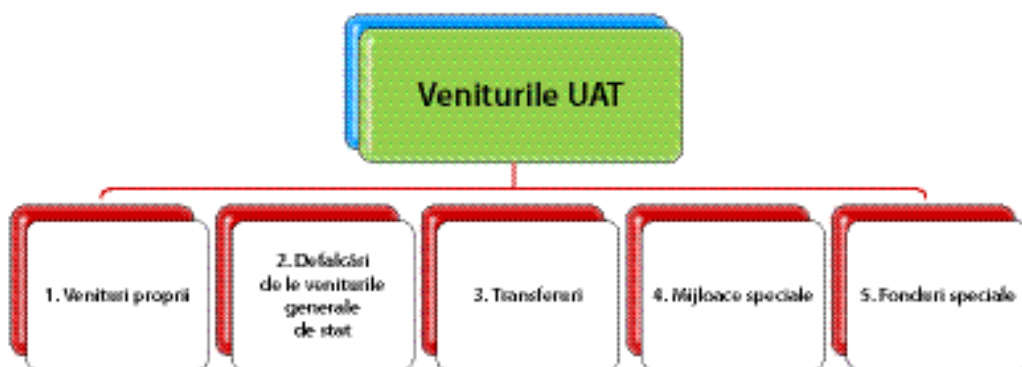 Veniturile UAT
1. Venituri proprii
2. Defalcări
de le veniturile
generale
de stat
3. Transferuri
4. Mijloace speciale
5. Fonduri speciale